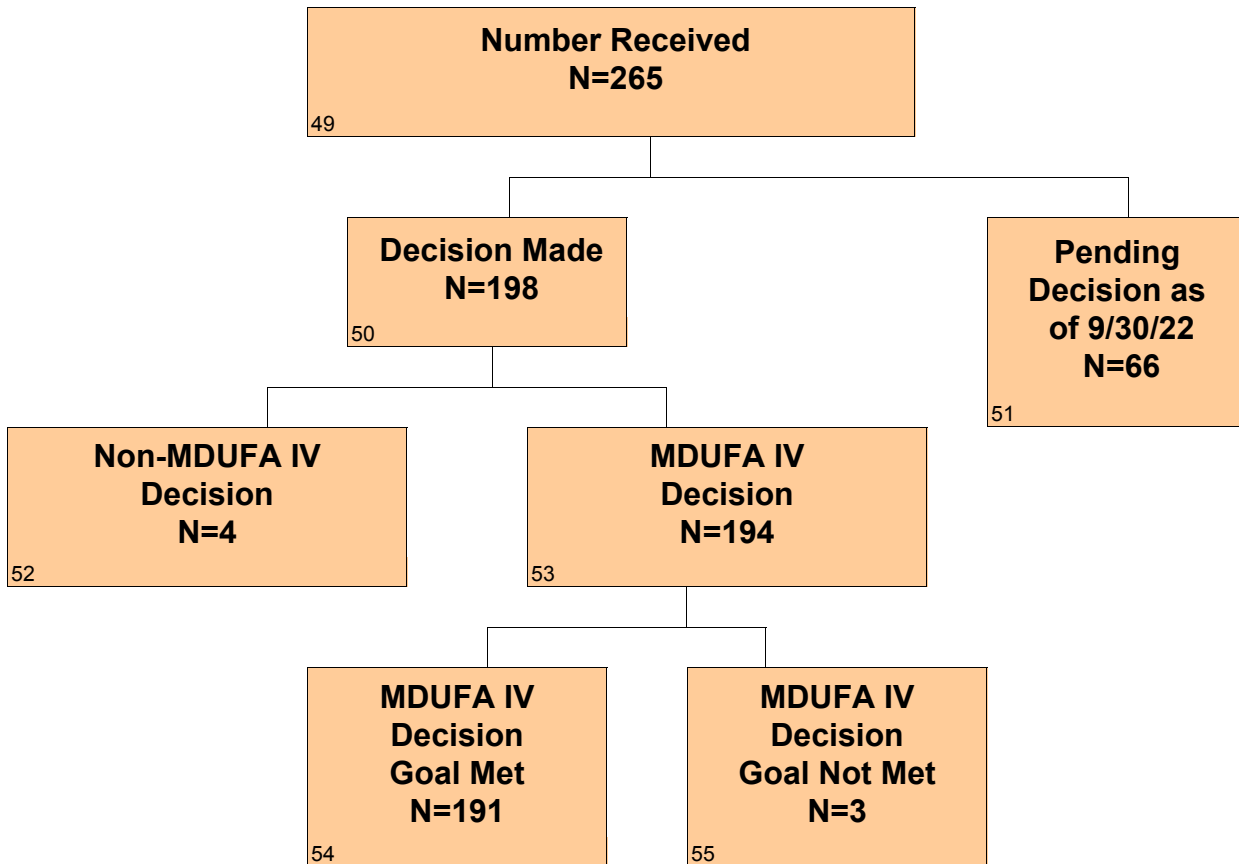 Number Received
N=265
49
Decision Made
N=198
50
Pending
Decision as
of 9/30/22
N=66
51
Non-MDUFA IV
Decision
N=4
52
MDUFA IV
Decision
N=194
53
MDUFA IV
Decision
Goal Met
N=191
54
MDUFA IV
Decision
Goal Not Met
N=3
55